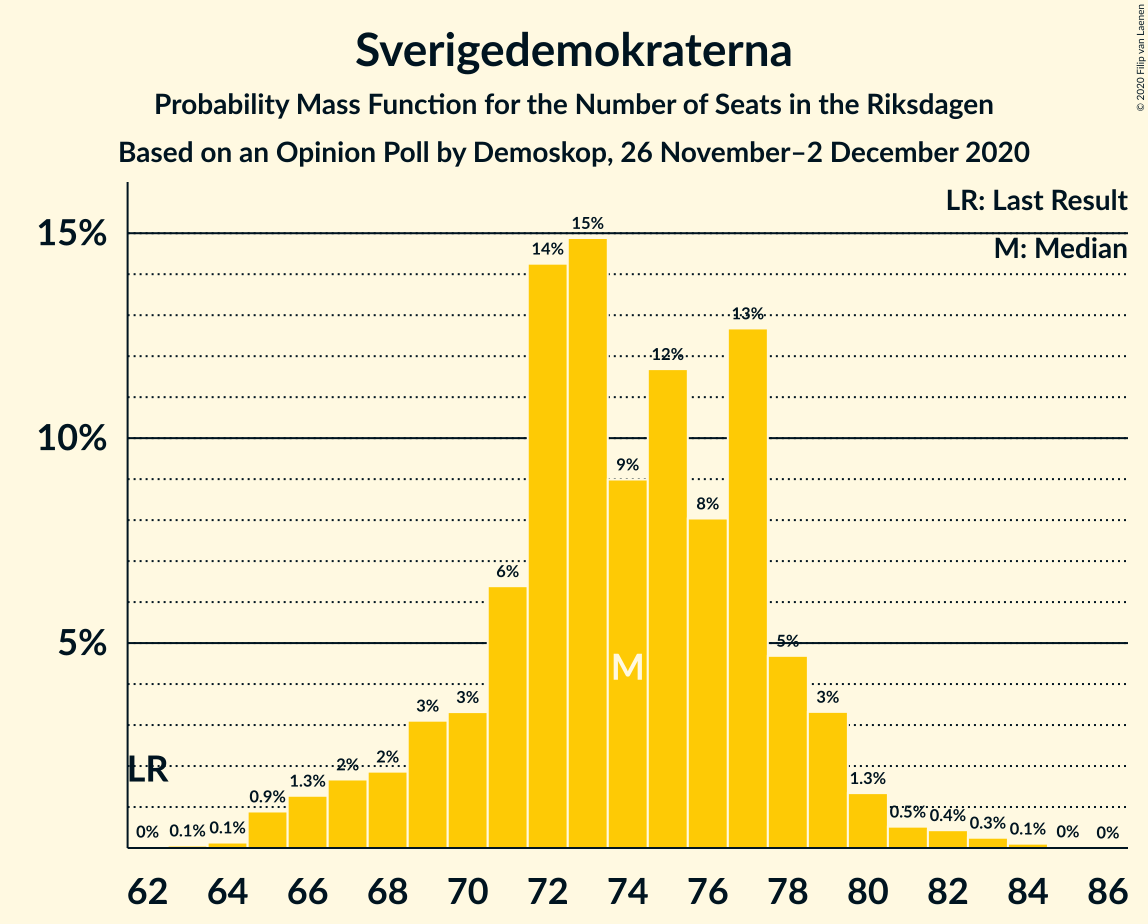 Sverigedemokraterna
Probability Mass Function for the Number of Seats in the Riksdagen
Based on an Opinion Poll by Demoskop, 26 November–2 December 2020
© 2020 Filip van Laenen
LR: Last Result
M: Median
15%
10%
5%
LR
0% 0.1% 0.1% 0.9% 1.3% 2% 2% 3% 3% 6% 14% 15% 9% 12% 8% 13% 5% 3% 1.3% 0.5% 0.4% 0.3% 0.1% 0% 0%
M
62 64 66 68 70 72 74 76 78 80 82 84 86